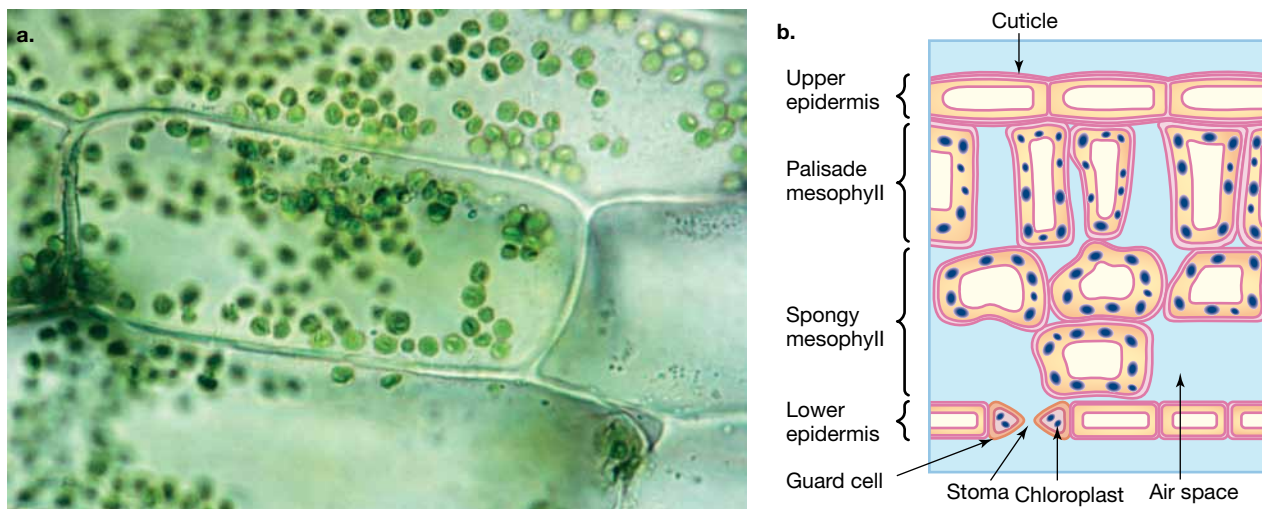 a.
b.
Cuticle
Upper
epidermis
Palisade
mesophyll
Spongy
mesophyll
Lower
epidermis
Guard cell
Stoma
Chloroplast
Air space